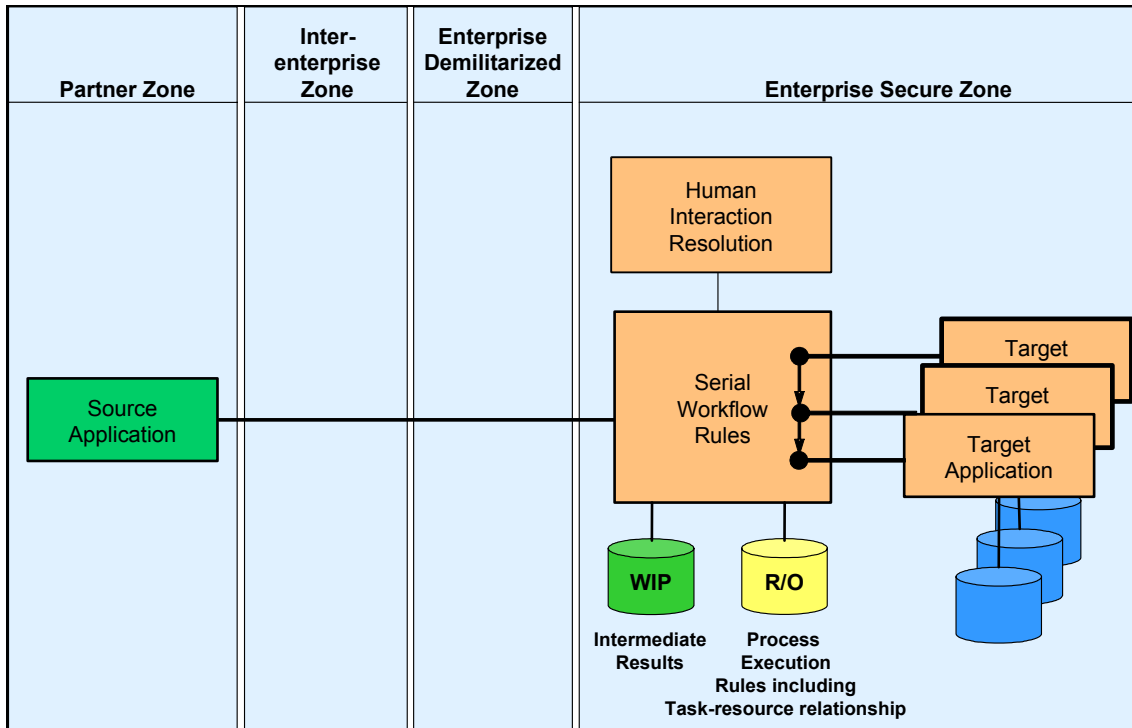 Partner Zone
Inter-
enterprise
Zone
Enterprise
Demilitarized
Zone
Enterprise Secure Zone
Human
Interaction
Resolution
Source
Application
Serial
Workflow
Rules
Target
Target
Target
Application
WIP
R/O
Intermediate
Results
Process
Execution
Rules including
Task-resource relationship